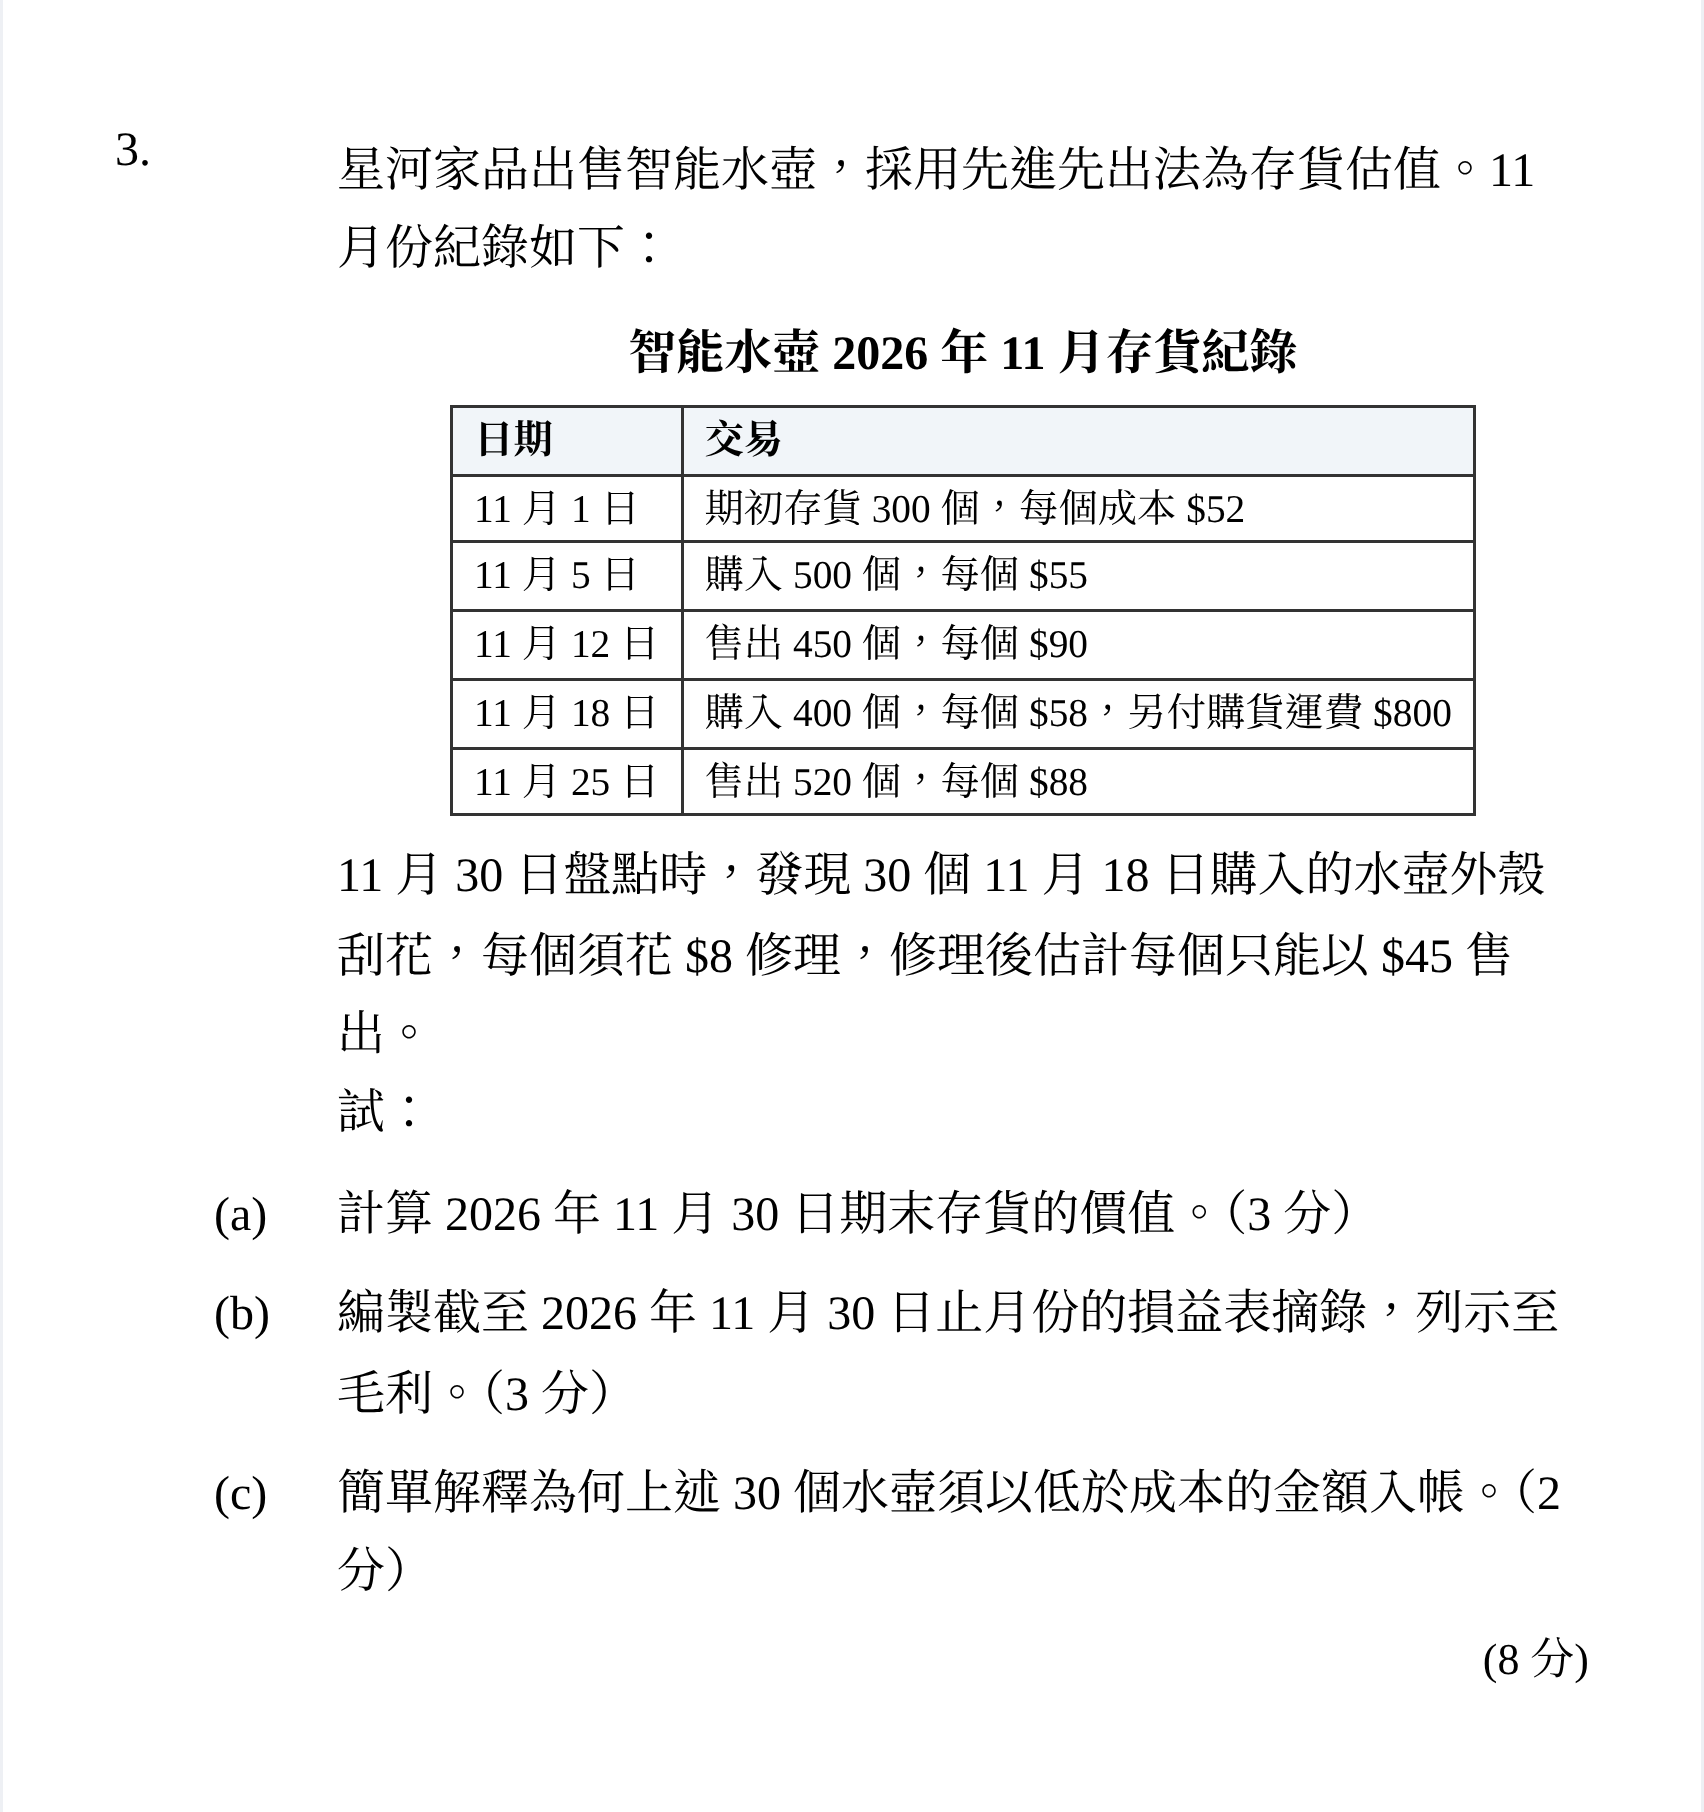 3.
星河家品出售智能水壺，採用先進先出法為存貨估值。11
月份紀錄如下：
智能水壺 2026 年 11 月存貨紀錄
日期 交易
11 月 1 日 期初存貨 300 個，每個成本 $52
11 月 5 日 購入 500 個，每個 $55
11 月 12 日 售出 450 個，每個 $90
11 月 18 日 購入 400 個，每個 $58，另付購貨運費 $800
11 月 25 日 售出 520 個，每個 $88
11 月 30 日盤點時，發現 30 個 11 月 18 日購入的水壺外殼
刮花，每個須花 $8 修理，修理後估計每個只能以 $45 售
出。
試：
(a) 計算 2026 年 11 月 30 日期末存貨的價值。（3 分）
(b) 編製截至 2026 年 11 月 30 日止月份的損益表摘錄，列示至
毛利。（3 分）
(c) 簡單解釋為何上述 30 個水壺須以低於成本的金額入帳。（2
分）
(8 分)